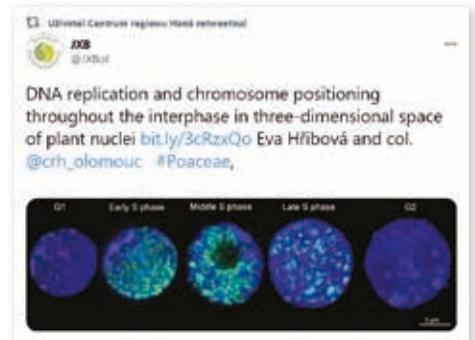 Uživatel Centrum regionu Haná retweetnul
JXB
@JXBot
DNA replication and chromosome positioning
throughout the interphase in three-dimensional space
of plant nuclei bit.ly/3cRzxQo Eva Hřibová and col.
@crh_olomouc #Poaceae,
G1 Early S phase Middle S phase Late S phase G2
5 µm